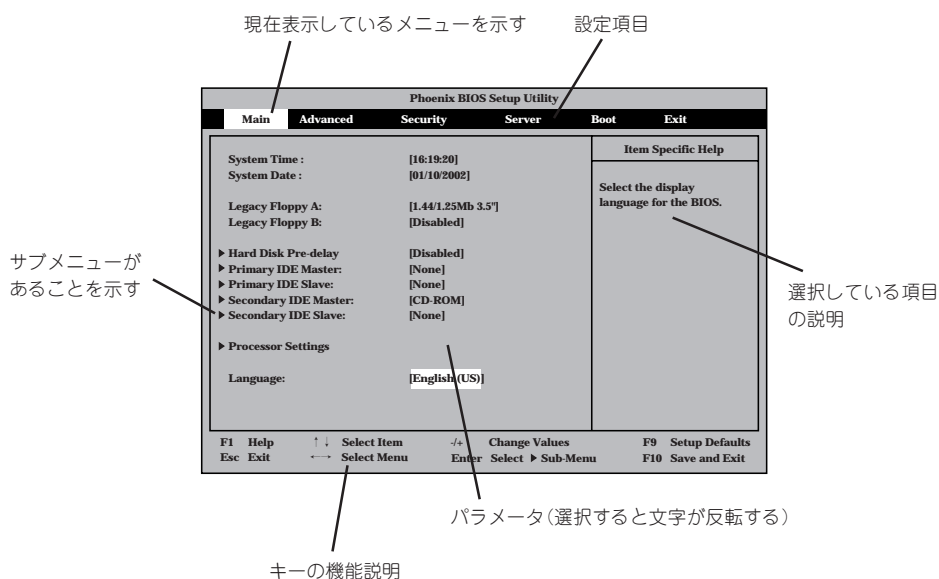 現在表示しているメニューを示す 設定項目
Phoenix BIOS Setup Utility
Main Advanced Security Server Boot Exit
Item Specific Help
System Time : [16:19:20]
System Date : [01/10/2002]
Select the display
language for the BIOS.
Legacy Floppy A: [1.44/1.25Mb 3.5"]
Legacy Floppy B: [Disabled]
サブメニューが
あることを示す
▶ Hard Disk Pre-delay [Disabled]
▶ Primary IDE Master: [None]
▶ Primary IDE Slave: [None]
▶ Secondary IDE Master: [CD-ROM]
▶ Secondary IDE Slave: [None]
選択している項目
の説明
▶ Processor Settings
Language: [English (US)]
F1 Help ↑↓ Select Item -/+ Change Values F9 Setup Defaults
Esc Exit ←→ Select Menu Enter Select ▶ Sub-Menu F10 Save and Exit
パラメータ(選択すると文字が反転する)
キーの機能説明